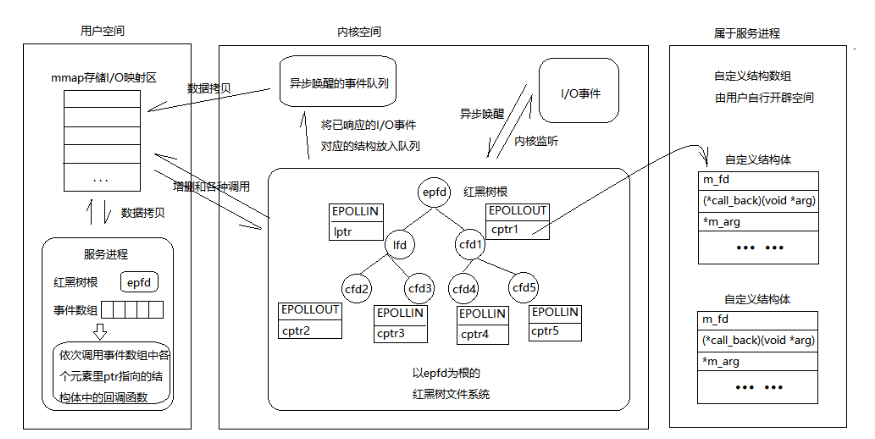 用户空间
mmap存储I/O映射区
...
数据拷贝
服务进程
红黑树根
epfd
事件数组
依次调用事件数组中各
个元素里ptr指向的结
构体中的回调函数
内核空间
数据拷贝
异步唤醒的事件队列
将已响应的I/O事件
对应的结构放入队列
增删和各种调用
I/O事件
异步唤醒
内核监听
epfd
红黑树根
EPOLLIN
lptr
EPOLLOUT
cptr1
lfd
cfd1
cfd2
cfd3
cfd4
cfd5
EPOLLOUT
cptr2
EPOLLIN
cptr3
EPOLLIN
cptr4
EPOLLIN
cptr5
以epfd为根的
红黑树文件系统
属于服务进程
自定义结构数组
由用户自行开辟空间
自定义结构体
m_fd
(*call_back)(void *arg)
*m_arg
... ...
自定义结构体
m_fd
(*call_back)(void *arg)
*m_arg
... ...